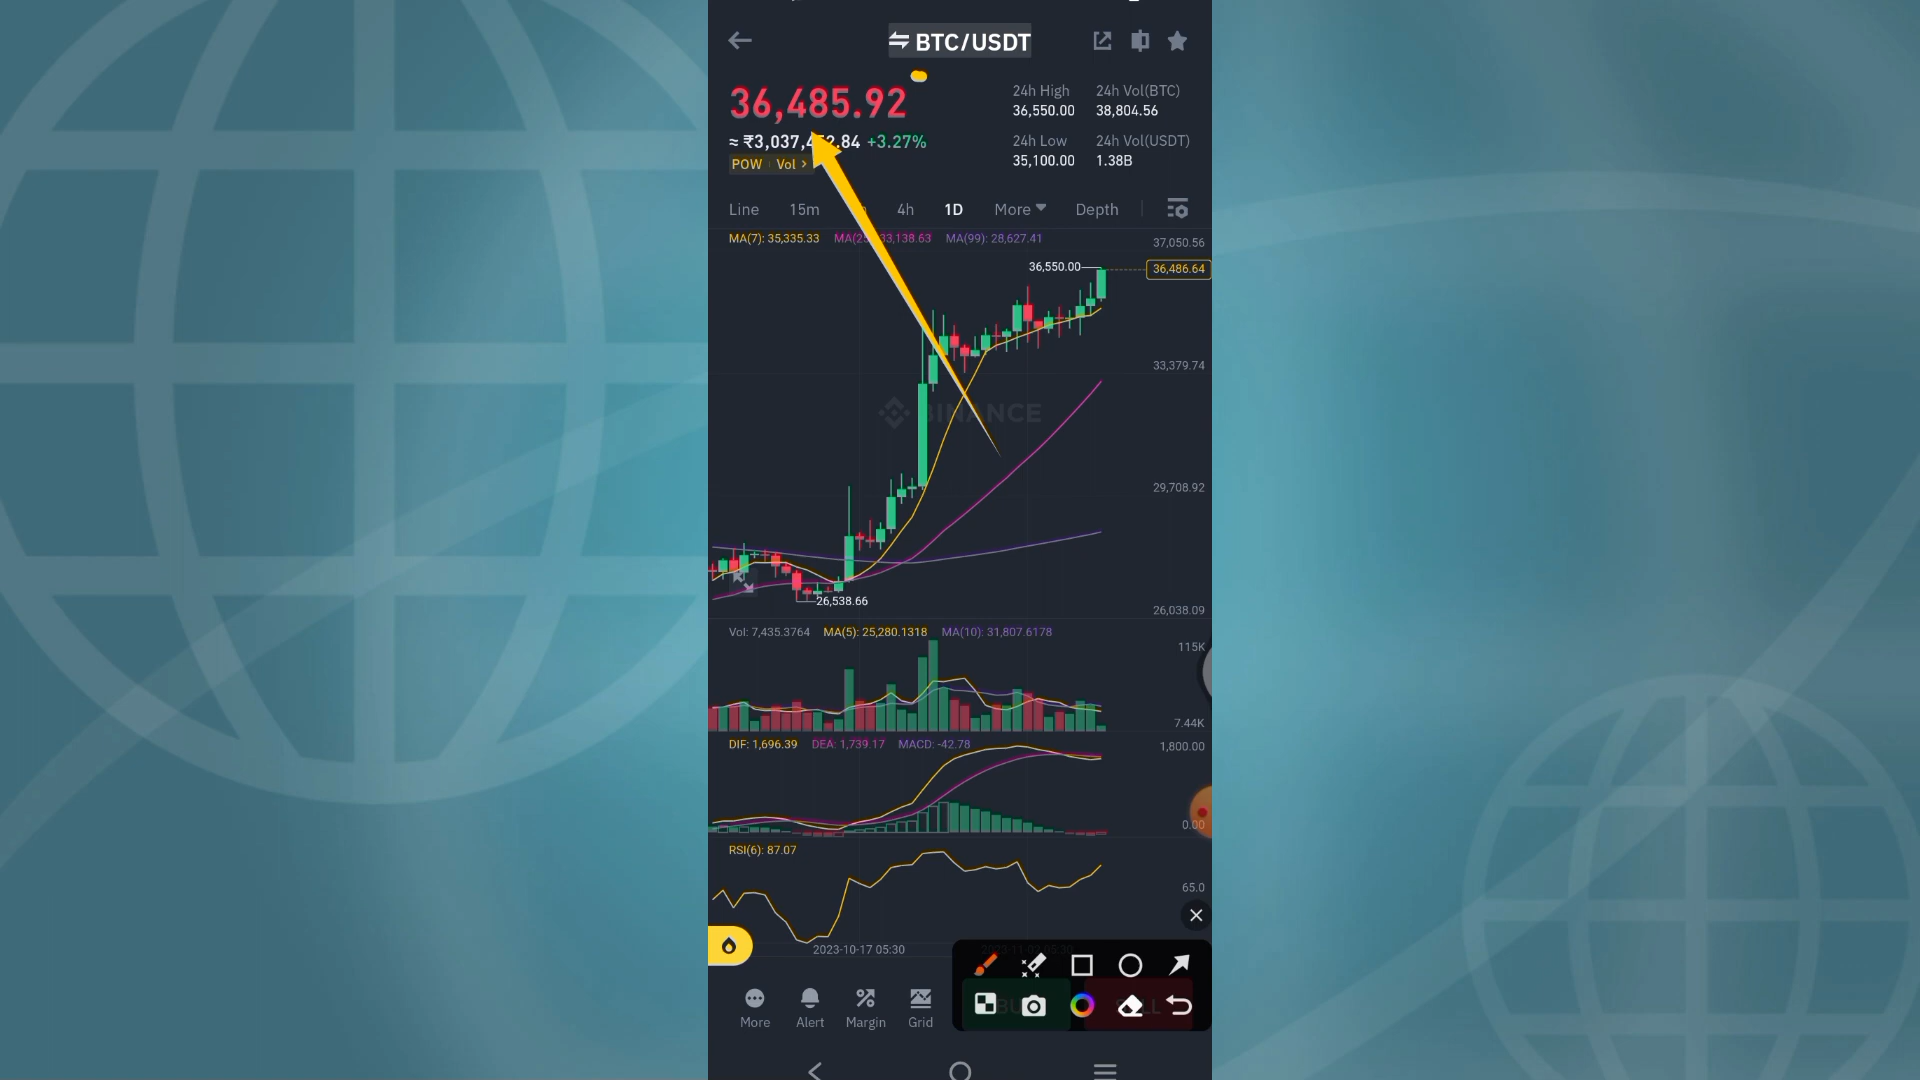 BTC/USDT
36,485.92
24h High
24h Vol(BTC)
36,550.00
38,804.56
+3.27%
24h Low
24h Vol(USDT)
35,100.00
1.38B
POW Vol
Line 15m 4h 1D More Depth
MA(7): 35,335.33 MA(99): 28,627.41
37,050.56
36,550.00
36,486.64
33,379.74
BINANCE
29,708.92
26,538.66
26,038.09
Vol: 7,435.3764 MA(5): 25,280.1318 MA(10): 31,807.6178
115K
7.44K
DIF: 1,696.39 DEA: 1,739.17 MACD: -42.78
1,800.00
0.00
RSI(6): 87.07
65.0
2023-10-17 05:30
More Alert Margin Grid